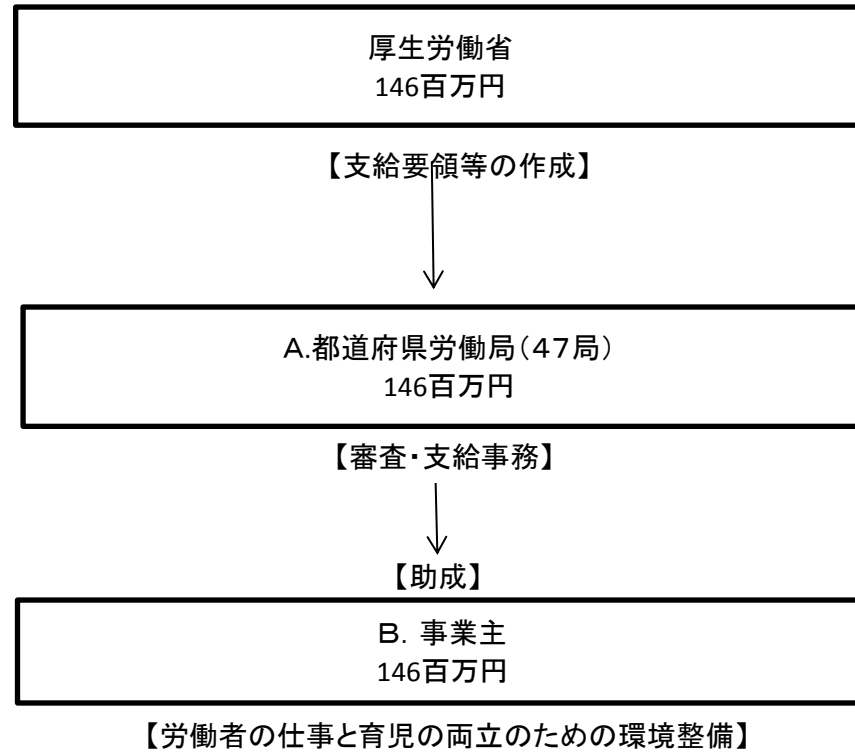 厚生労働省
146百万円
【支給要領等の作成】
A.都道府県労働局(47局)
146百万円
【審査・支給事務】
【助成】
B. 事業主
146百万円
【労働者の仕事と育児の両立のための環境整備】